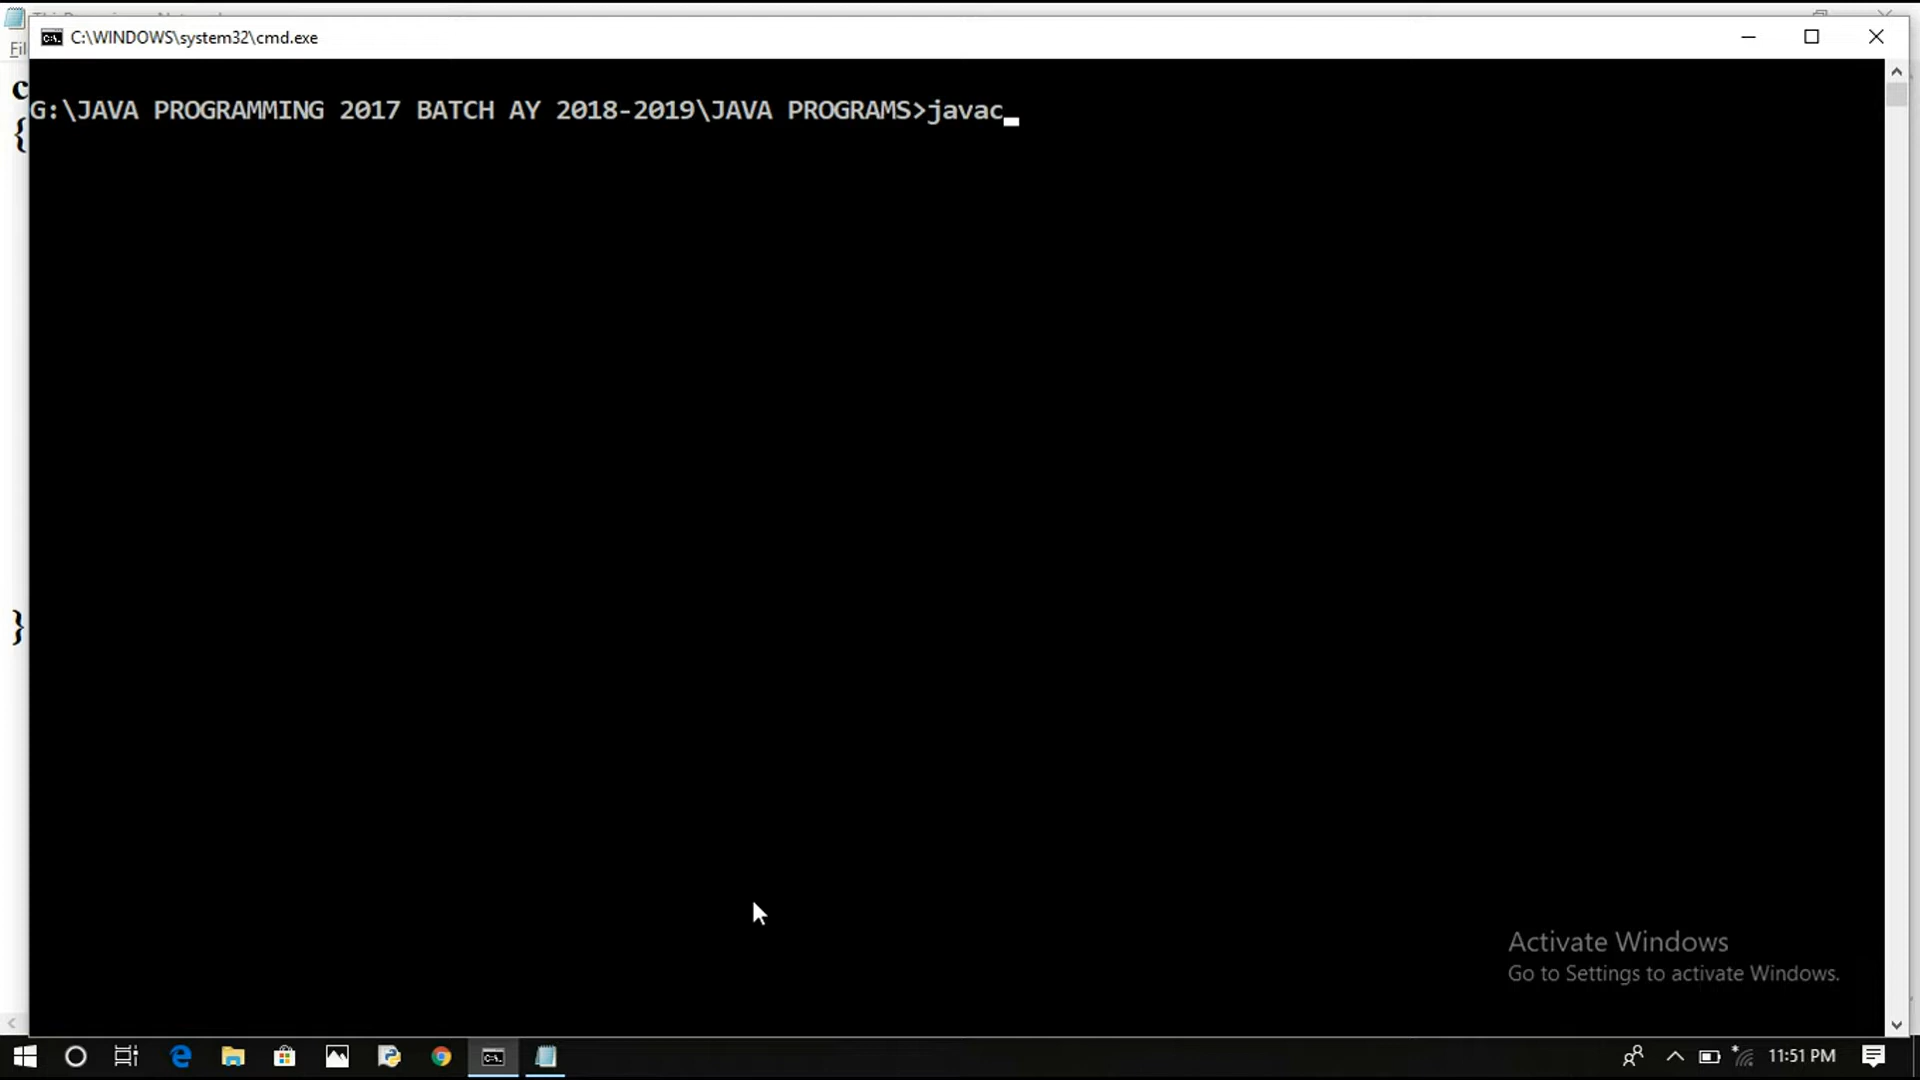 C:\WINDOWS\system32\cmd.exe
Fil
c
G:\JAVA PROGRAMMING 2017 BATCH AY 2018-2019\JAVA PROGRAMS>javac
{
}
Activate Windows
Go to Settings to activate Windows.
11:51 PM